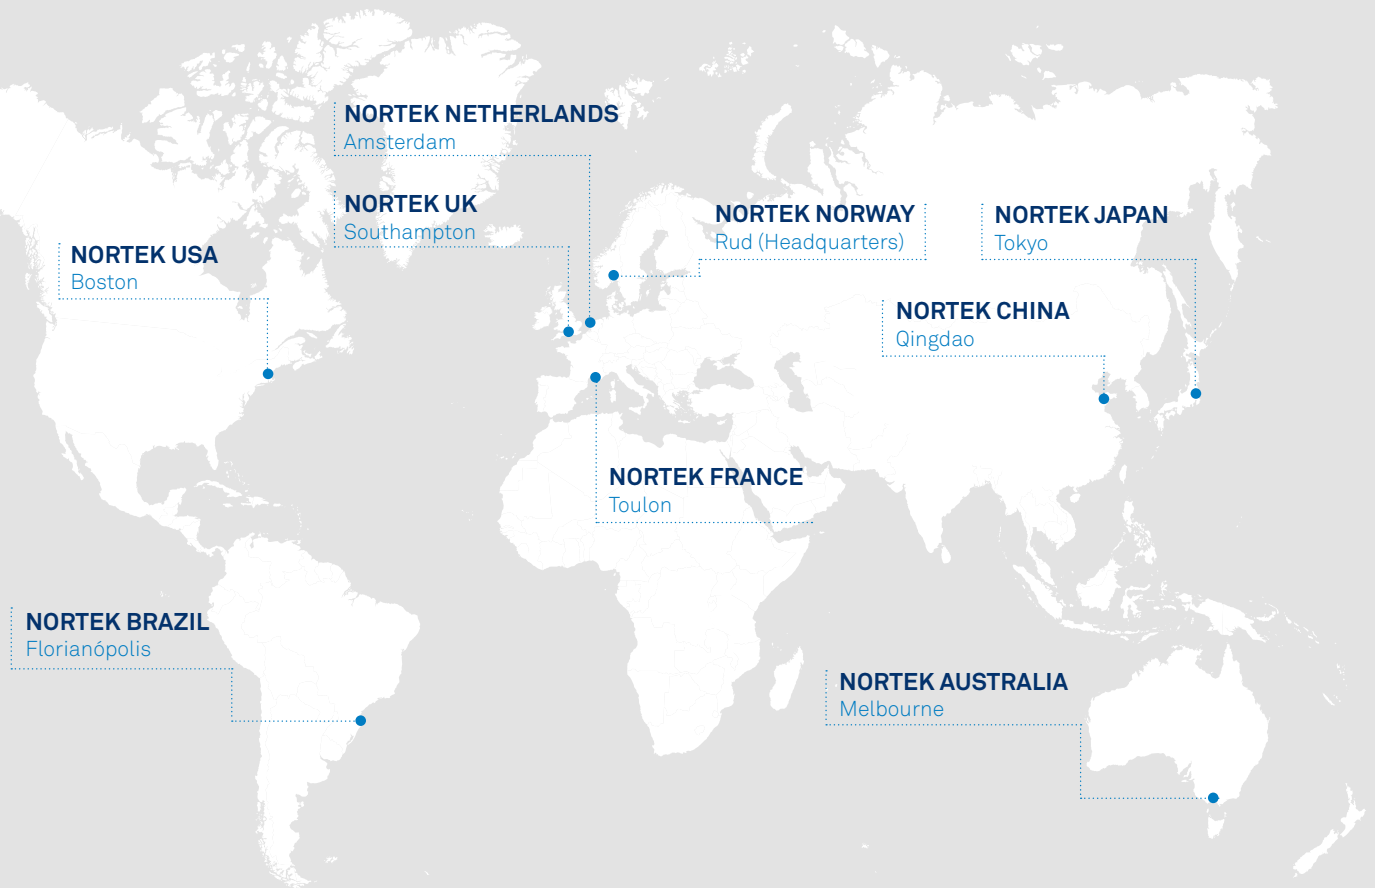 NORTEK NETHERLANDS
Amsterdam
NORTEK UK
Southampton
NORTEK NORWAY
Rud (Headquarters)
NORTEK JAPAN
Tokyo
NORTEK USA
Boston
NORTEK CHINA
Qingdao
NORTEK FRANCE
Toulon
NORTEK BRAZIL
Florianópolis
NORTEK AUSTRALIA
Melbourne